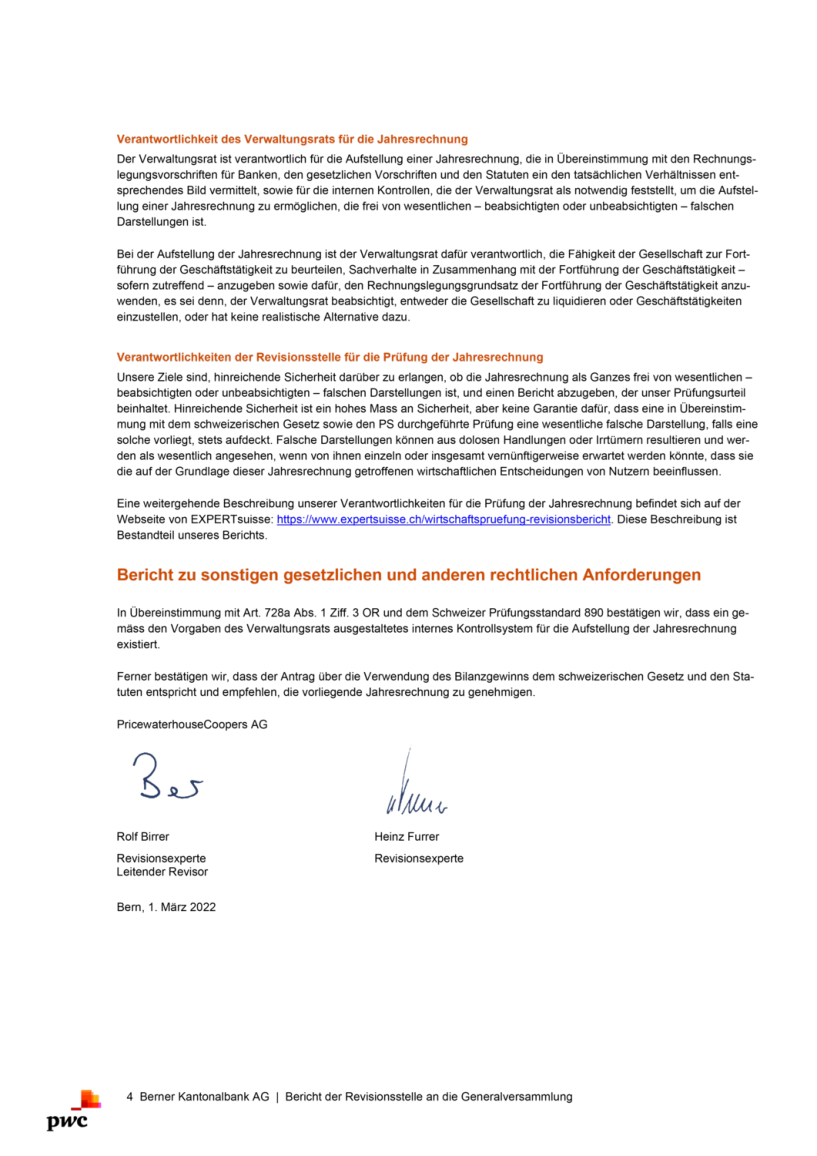 Verantwortlichkeit des Verwaltungsrats für die Jahresrechnung
Der Verwaltungsrat ist verantwortlich für die Aufstellung einer Jahresrechnung, die in Übereinstimmung mit den Rechnungs-
legungsvorschriften für Banken, den gesetzlichen Vorschriften und den Statuten ein den tatsächlichen Verhältnissen ent-
sprechendes Bild vermittelt, sowie für die internen Kontrollen, die der Verwaltungsrat als notwendig feststellt, um die Aufstel-
lung einer Jahresrechnung zu ermöglichen, die frei von wesentlichen – beabsichtigten oder unbeabsichtigten – falschen
Darstellungen ist.
Bei der Aufstellung der Jahresrechnung ist der Verwaltungsrat dafür verantwortlich, die Fähigkeit der Gesellschaft zur Fort-
führung der Geschäftstätigkeit zu beurteilen, Sachverhalte in Zusammenhang mit der Fortführung der Geschäftstätigkeit –
sofern zutreffend – anzugeben sowie dafür, den Rechnungslegungsgrundsatz der Fortführung der Geschäftstätigkeit anzu-
wenden, es sei denn, der Verwaltungsrat beabsichtigt, entweder die Gesellschaft zu liquidieren oder Geschäftstätigkeiten
einzustellen, oder hat keine realistische Alternative dazu.
Verantwortlichkeiten der Revisionsstelle für die Prüfung der Jahresrechnung
Unsere Ziele sind, hinreichende Sicherheit darüber zu erlangen, ob die Jahresrechnung als Ganzes frei von wesentlichen –
beabsichtigten oder unbeabsichtigten – falschen Darstellungen ist, und einen Bericht abzugeben, der unser Prüfungsurteil
beinhaltet. Hinreichende Sicherheit ist ein hohes Mass an Sicherheit, aber keine Garantie dafür, dass eine in Übereinstim-
mung mit dem schweizerischen Gesetz sowie den PS durchgeführte Prüfung eine wesentliche falsche Darstellung, falls eine
solche vorliegt, stets aufdeckt. Falsche Darstellungen können aus dolosen Handlungen oder Irrtümern resultieren und wer-
den als wesentlich angesehen, wenn von ihnen einzeln oder insgesamt vernünftigerweise erwartet werden könnte, dass sie
die auf der Grundlage dieser Jahresrechnung getroffenen wirtschaftlichen Entscheidungen von Nutzern beeinflussen.
Eine weitergehende Beschreibung unserer Verantwortlichkeiten für die Prüfung der Jahresrechnung befindet sich auf der
Webseite von EXPERTsuisse: https://www.expertsuisse.ch/wirtschaftspruefung-revisionsbericht. Diese Beschreibung ist
Bestandteil unseres Berichts.
Bericht zu sonstigen gesetzlichen und anderen rechtlichen Anforderungen
In Übereinstimmung mit Art. 728a Abs. 1 Ziff. 3 OR und dem Schweizer Prüfungsstandard 890 bestätigen wir, dass ein ge-
mäss den Vorgaben des Verwaltungsrats ausgestaltetes internes Kontrollsystem für die Aufstellung der Jahresrechnung
existiert.
Ferner bestätigen wir, dass der Antrag über die Verwendung des Bilanzgewinns dem schweizerischen Gesetz und den Sta-
tuten entspricht und empfehlen, die vorliegende Jahresrechnung zu genehmigen.
PricewaterhouseCoopers AG
Rolf Birrer
Heinz Furrer
Revisionsexperte
Revisionsexperte
Leitender Revisor
Bern, 1. März 2022
4 Berner Kantonalbank AG | Bericht der Revisionsstelle an die Generalversammlung
pwc